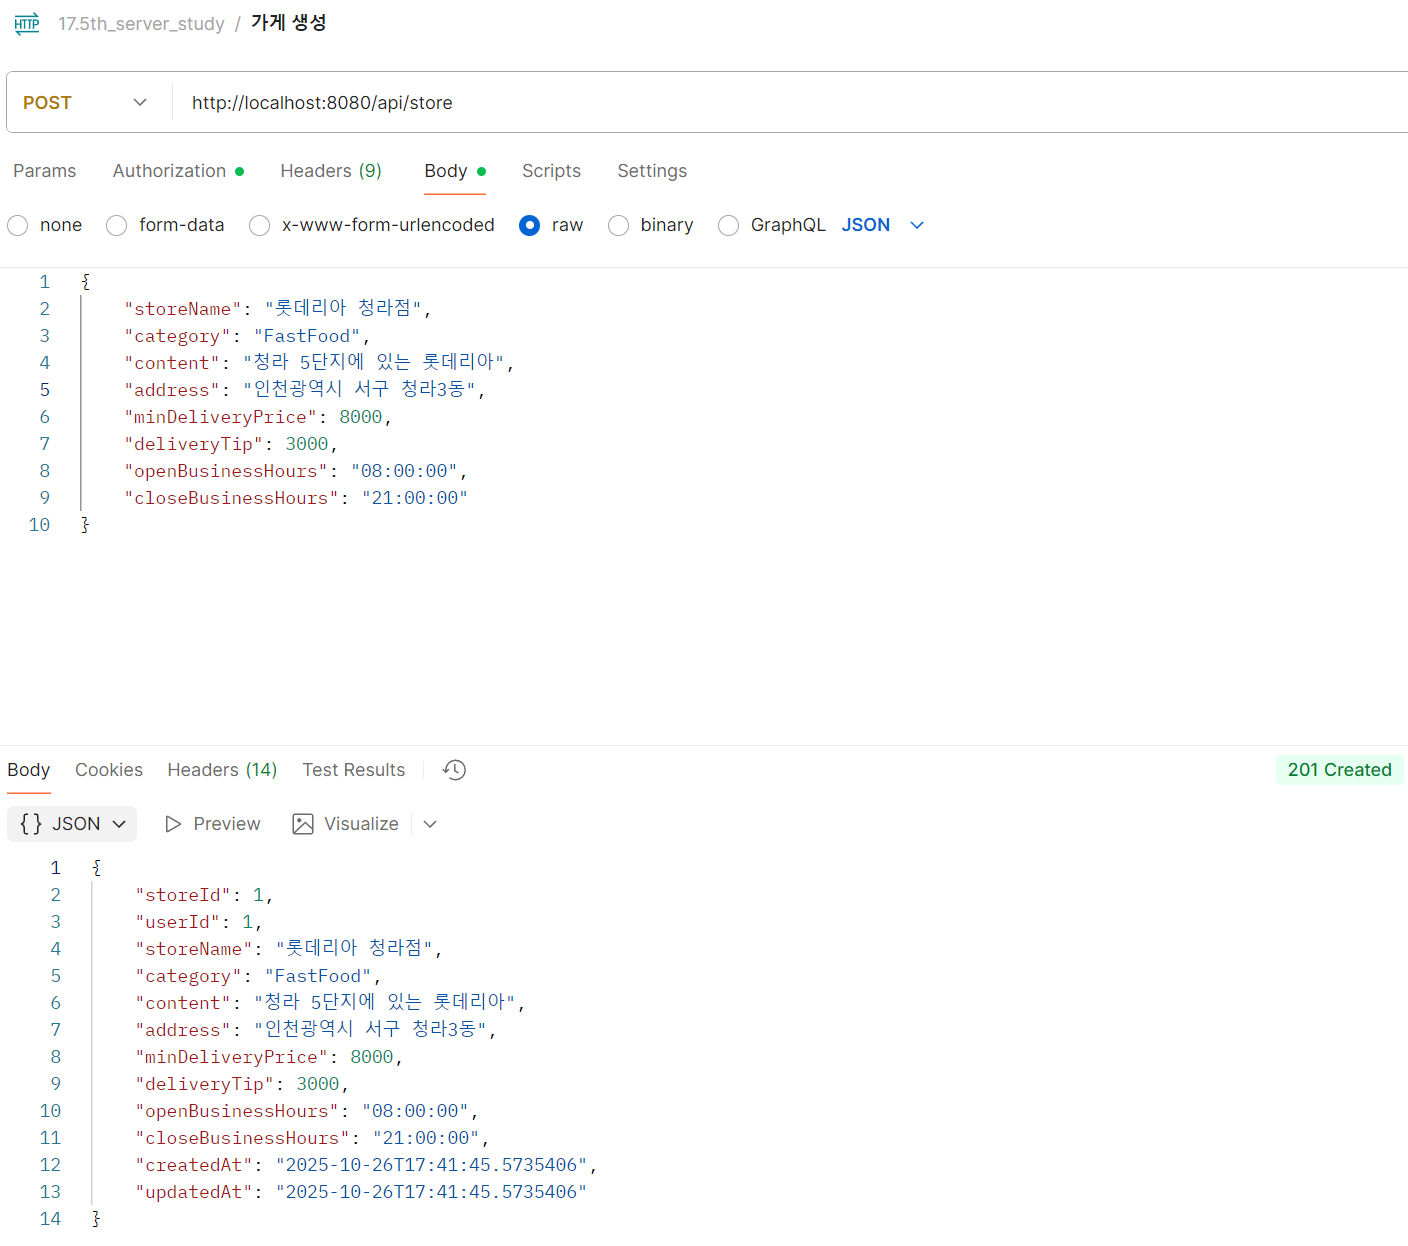 HTTP 17.5th_server_study / 가게 생성
POST http://localhost:8080/api/store
Params Authorization Headers (9) Body Scripts Settings
none form-data x-www-form-urlencoded raw binary GraphQL JSON
1 {
2 "storeName": "롯데리아 청라점",
3 "category": "FastFood",
4 "content": "청라 5단지에 있는 롯데리아",
5 "address": "인천광역시 서구 청라3동",
6 "minDeliveryPrice": 8000,
7 "deliveryTip": 3000,
8 "openBusinessHours": "08:00:00",
9 "closeBusinessHours": "21:00:00"
10 }
Body Cookies Headers (14) Test Results 201 Created
{} JSON Preview Visualize
1 {
2 "storeId": 1,
3 "userId": 1,
4 "storeName": "롯데리아 청라점",
5 "category": "FastFood",
6 "content": "청라 5단지에 있는 롯데리아",
7 "address": "인천광역시 서구 청라3동",
8 "minDeliveryPrice": 8000,
9 "deliveryTip": 3000,
10 "openBusinessHours": "08:00:00",
11 "closeBusinessHours": "21:00:00",
12 "createdAt": "2025-10-26T17:41:45.5735406",
13 "updatedAt": "2025-10-26T17:41:45.5735406"
14 }